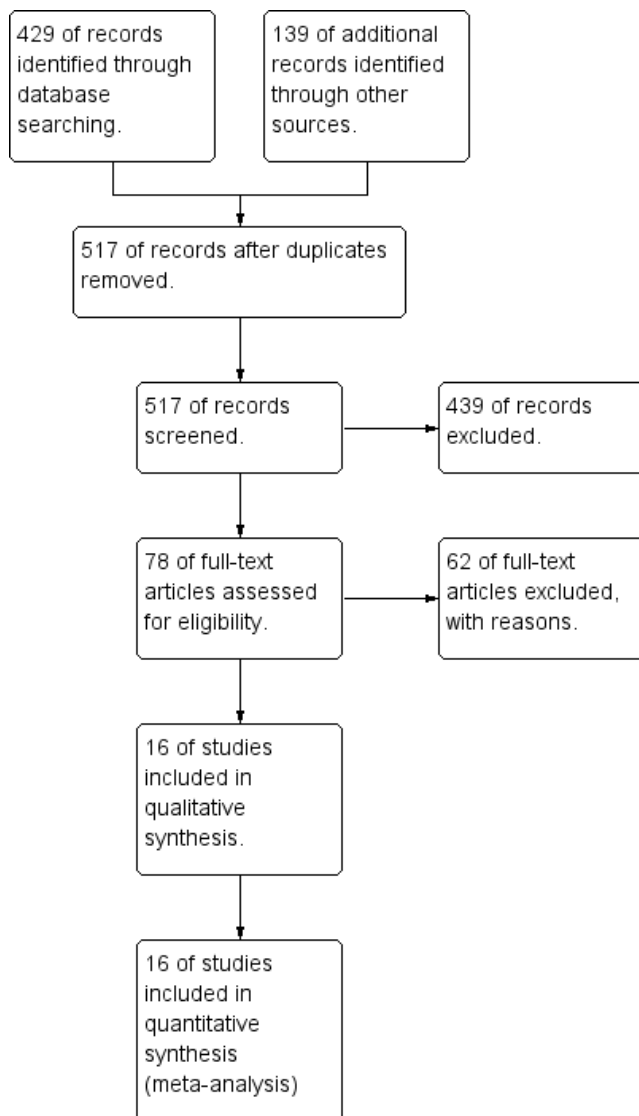 429 of records
identified through
database
searching.
139 of additional
records identified
through other
sources.
517 of records after duplicates
removed.
517 of records
screened.
439 of records
excluded.
78 of full-text
articles assessed
for eligibility.
62 of full-text
articles excluded,
with reasons.
16 of studies
included in
qualitative
synthesis.
16 of studies
included in
quantitative
synthesis
(meta-analysis)